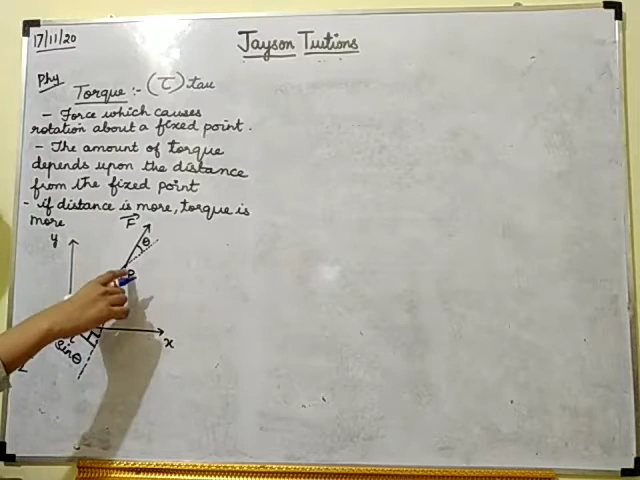 17/11/20
Jayson Tuitions
Phy
Torque :- (τ) tau
- Force which causes
rotation about a fixed point.
- The amount of torque
depends upon the distance
from the fixed point
- if distance is more, torque is
more
F
y
θ
P
x
sinθ